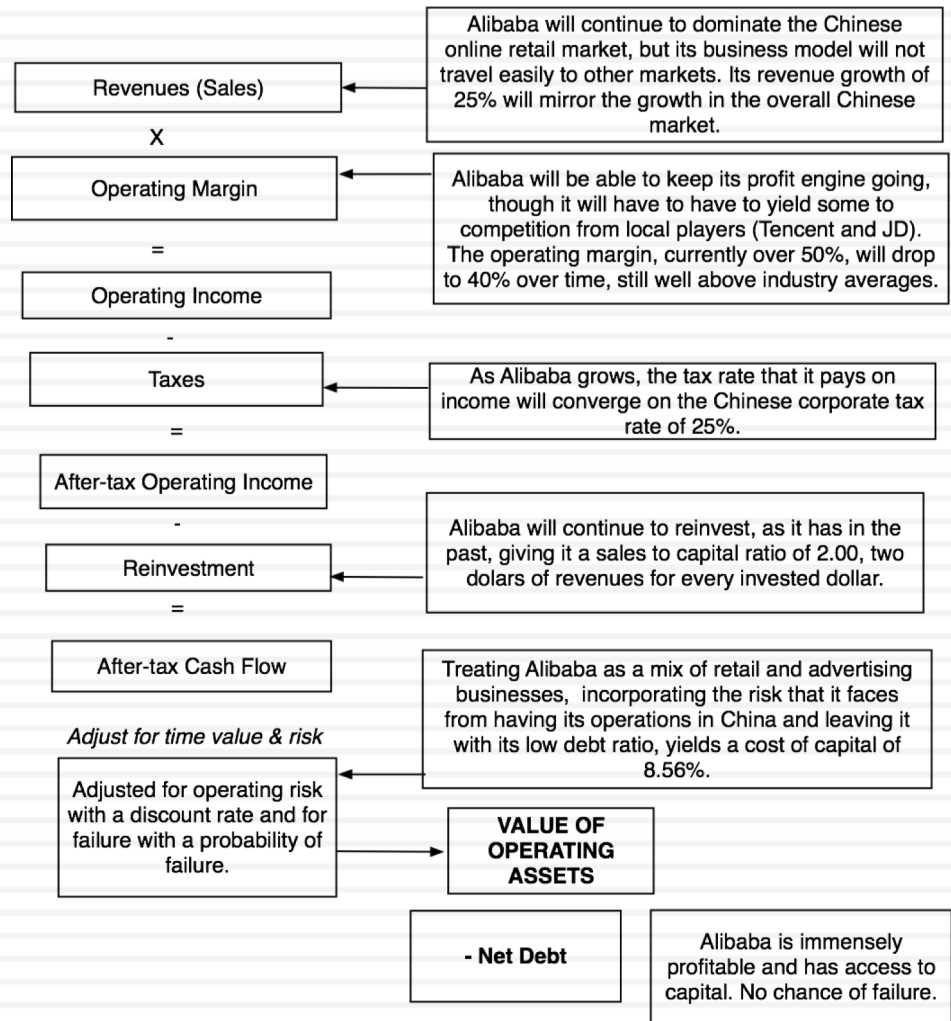 Alibaba will continue to dominate the Chinese
online retail market, but its business model will not
travel easily to other markets. Its revenue growth of
25% will mirror the growth in the overall Chinese
market.
Revenues (Sales)
X
Operating Margin
Alibaba will be able to keep its profit engine going,
though it will have to have to yield some to
competition from local players (Tencent and JD).
The operating margin, currently over 50%, will drop
to 40% over time, still well above industry averages.
=
Operating Income
-
Taxes
As Alibaba grows, the tax rate that it pays on
income will converge on the Chinese corporate tax
rate of 25%.
=
After-tax Operating Income
-
Reinvestment
Alibaba will continue to reinvest, as it has in the
past, giving it a sales to capital ratio of 2.00, two
dolars of revenues for every invested dollar.
=
After-tax Cash Flow
Treating Alibaba as a mix of retail and advertising
businesses, incorporating the risk that it faces
from having its operations in China and leaving it
with its low debt ratio, yields a cost of capital of
8.56%.
Adjust for time value & risk
Adjusted for operating risk
with a discount rate and for
failure with a probability of
failure.
VALUE OF
OPERATING
ASSETS
- Net Debt
Alibaba is immensely
profitable and has access to
capital. No chance of failure.